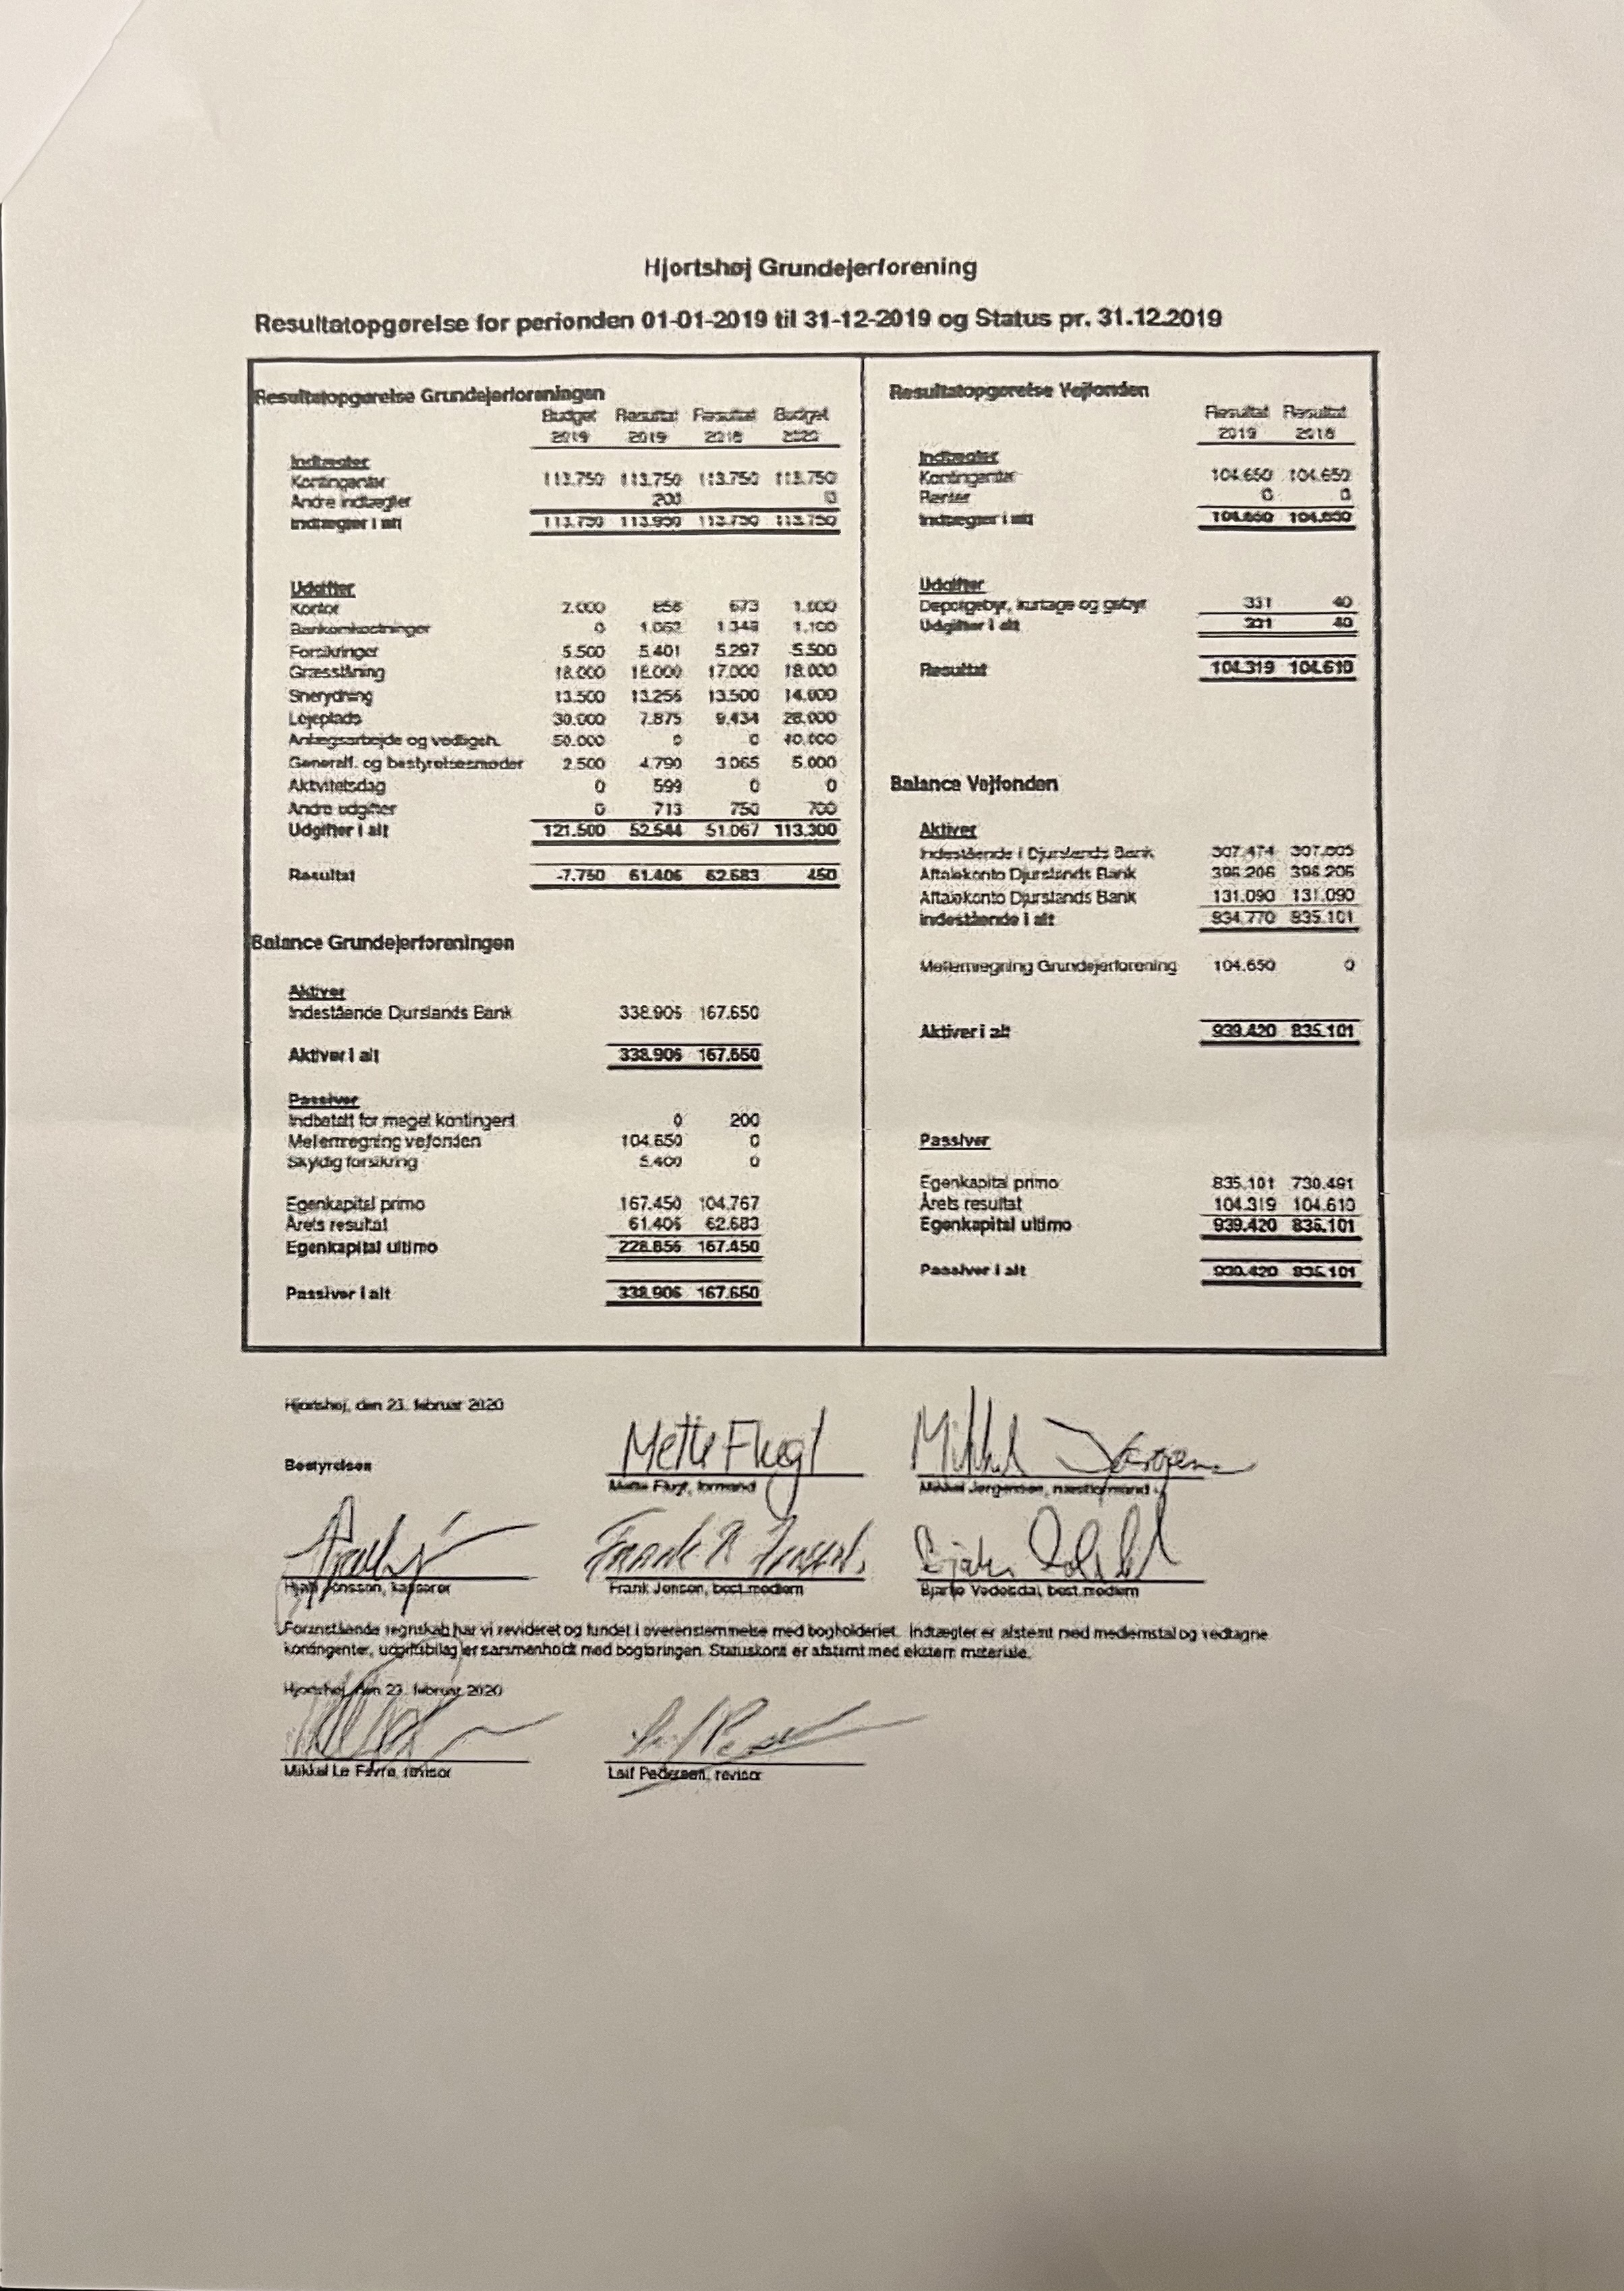 Hjortshøj Grundejerforening
Resultatopgørelse for perionden 01-01-2019 til 31-12-2019 og Status pr. 31.12.2019
Resultatopgørelse Grundejerforeningen
Budget Resultat Resultat Budget
2019 2019 2018 2020
Indtægter
Kontingenter 113.750 113.750 113.750 113.750
Andre indtægter 200 0
Indtægter i alt 113.750 113.950 113.750 113.750
Udgifter
Kontor 2.000 673 1.000
Bankomkostninger 0 1.348 1.100
Forsikringer 5.500 5.401 5.297 5.500
Græsslåning 18.000 18.000 17.000 18.000
Snerydning 13.500 13.256 13.500 14.000
Lejeplads 30.000 7.875 9.434 28.000
Anlægsarbejde og vedligeh. 50.000 0 0 40.000
Generalf. og bestyrelsesmøder 2.500 4.790 3.065 5.000
Aktvitetsdag 0 599 0 0
Andre udgifter 0 713 750 700
Udgifter i alt 121.500 52.544 51.067 113.300
Resultat -7.750 61.406 62.683 450
Balance Grundejerforeningen
Aktiver
Indestående Djurslands Bank 338.906 167.650
Aktiver i alt 338.906 167.650
Passiver
Indbetalt for meget kontingent 0 200
Mellemregning vejfonden 104.650 0
Skyldig forsikring 5.400 0
Egenkapital primo 167.450 104.767
Årets resultat 61.406 62.683
Egenkapital ultimo 228.856 167.450
Passiver i alt 338.906 167.650
Resultatopgørelse Vejfonden
Resultat Resultat
2019 2018
Indtægter
Kontingenter 104.650 104.650
Renter 0 0
Indtægter i alt 104.650 104.650
Udgifter
Depotgebyr, kurtage og gebyr 331 40
Udgifter i alt 331 40
Resultat 104.319 104.610
Balance Vejfonden
Aktiver
Indestående i Djurslands Bank 307.474 307.805
Aftalekonto Djurslands Bank 396.206 396.206
Aftalekonto Djurslands Bank 131.090 131.090
Indestående i alt 834.770 835.101
Mellemregning Grundejerforening 104.650 0
Aktiver i alt 939.420 835.101
Passiver
Egenkapital primo 835.101 730.491
Årets resultat 104.319 104.610
Egenkapital ultimo 939.420 835.101
Passiver i alt 939.420 835.101
Hjortshøj, den 23. februar 2020
Bestyrelsen
Mette Flugt
Mette Flugt, formand
Mikkel Jørgensen
Mikkel Jørgensen, næstformand
Jónsson, kasserer
Frank Jensen, best.medlem
Bjarke Vedesdal, best.medlem
Foranstående regnskab har vi revideret og fundet i overenstemmelse med bogholderiet. Indtægter er afstemt med medlemstal og vedtagne
kontingenter, udgiftsbilag er sammenholdt med bogføringen. Statuskonti er afstemt med ekstern materiale.
Hjortshøj, den 23. februar 2020
Mikkel Le Fèvre, revisor
Leif Pedersen, revisor